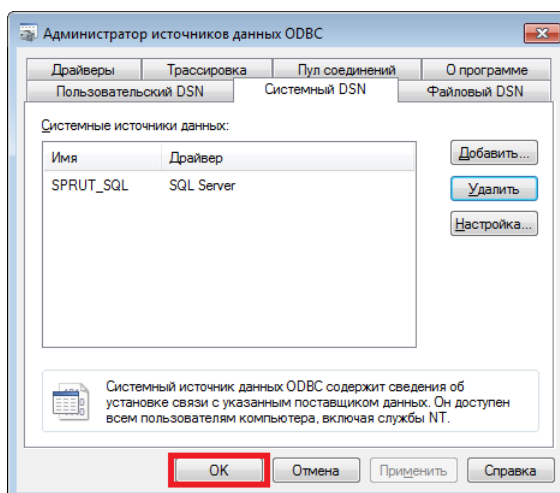 Администратор источников данных ODBC
Драйверы Трассировка Пул соединений О программе
Пользовательский DSN Системный DSN Файловый DSN
Системные источники данных:
Имя Драйвер
SPRUT_SQL SQL Server
Добавить...
Удалить
Настройка...
Системный источник данных ODBC содержит сведения об
установке связи с указанным поставщиком данных. Он доступен
всем пользователям компьютера, включая службы NT.
OK Отмена Применить Справка